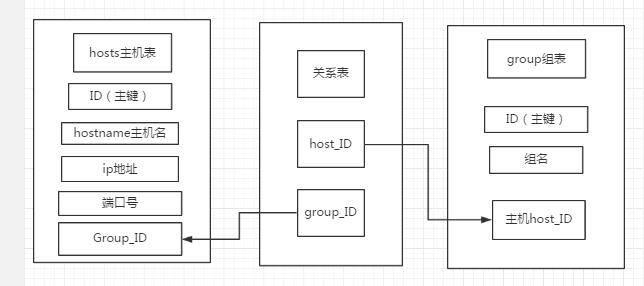 hosts主机表
ID（主键）
hostname主机名
ip地址
端口号
Group_ID
关系表
host_ID
group_ID
group组表
ID（主键）
组名
主机host_ID